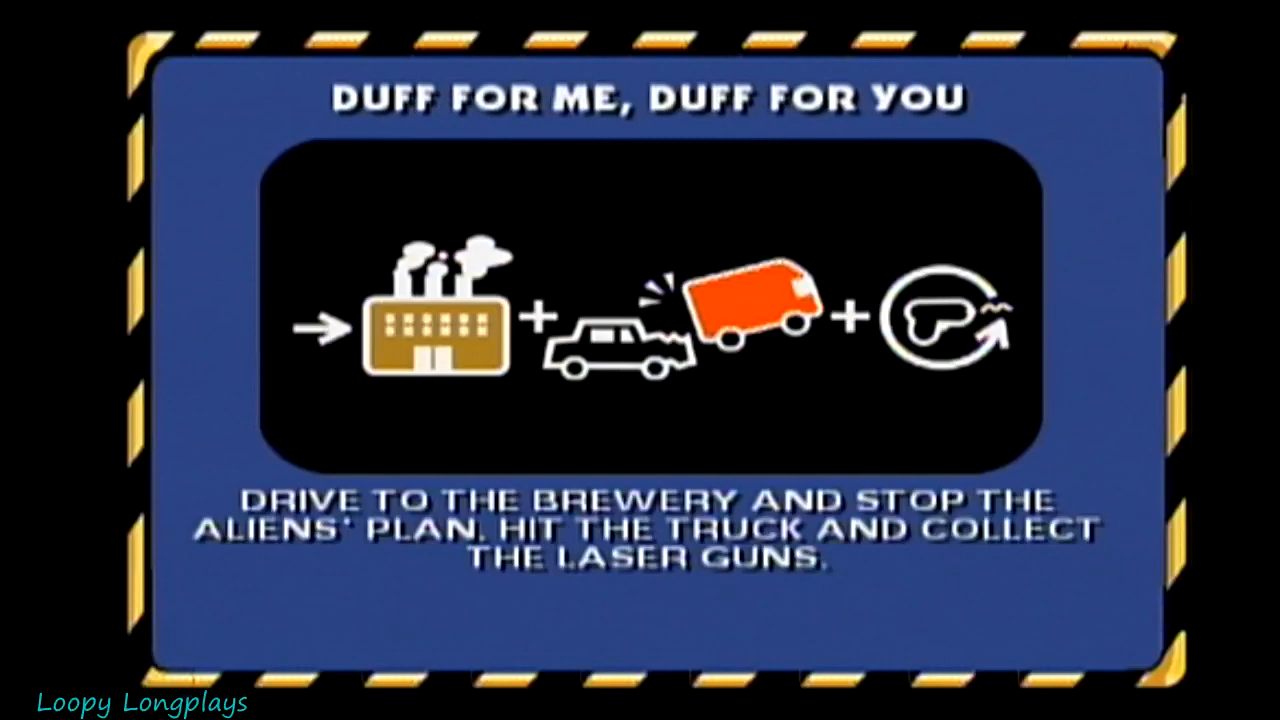 DUFF FOR ME, DUFF FOR YOU
DRIVE TO THE BREWERY AND STOP THE
ALIENS' PLAN. HIT THE TRUCK AND COLLECT
THE LASER GUNS.
Loopy Longplays